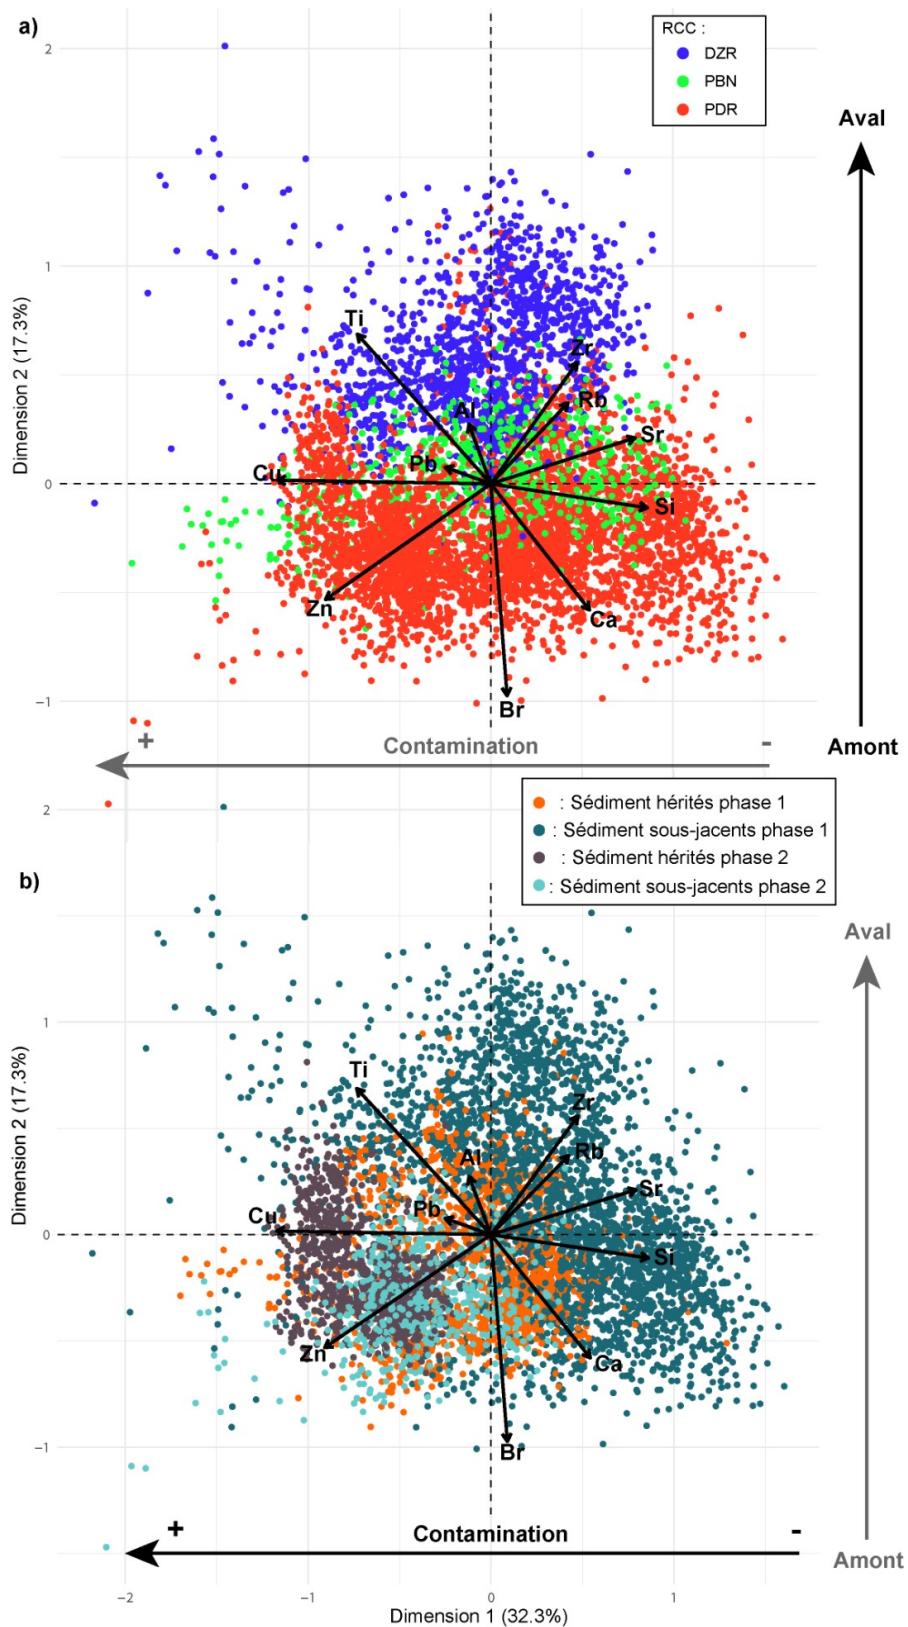 a)
RCC :
DZR
PBN
PDR
Aval
2
1
0
−1
Dimension 2 (17.3%)
Ti
Zr
Rb
Al
Sr
Pb
Cu
Si
Zn
Ca
Br
+
Contamination
-
Amont
: Sédiment hérités phase 1
: Sédiment sous-jacents phase 1
: Sédiment hérités phase 2
: Sédiment sous-jacents phase 2
b)
Aval
2
1
0
−1
Dimension 2 (17.3%)
Ti
Zr
Rb
Al
Sr
Pb
Cu
Si
Zn
Ca
Br
+
Contamination
-
Amont
−2
−1
0
1
Dimension 1 (32.3%)